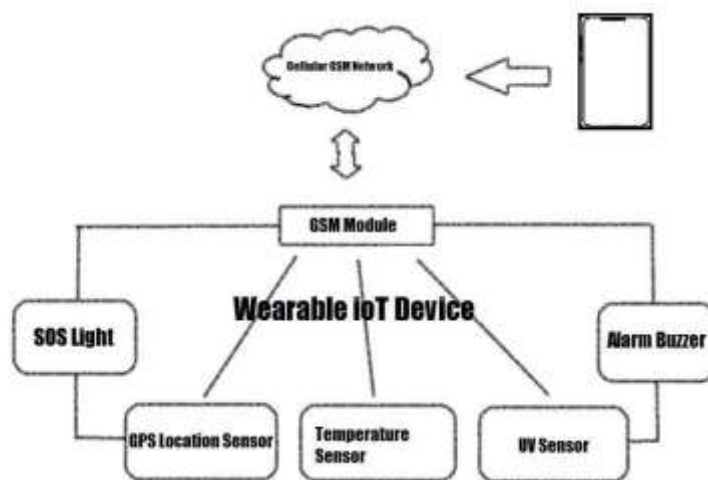 Cellular GSM Network
GSM Module
Wearable ioT Device
SOS Light
Alarm Buzzer
GPS Location Sensor
Temperature
Sensor
UV Sensor